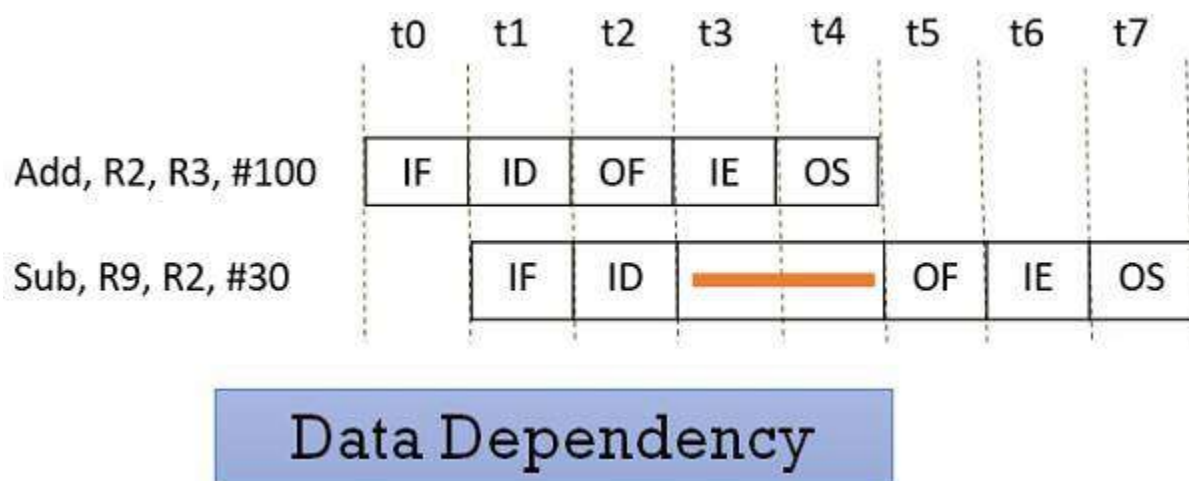 t0 t1 t2 t3 t4 t5 t6 t7
Add, R2, R3, #100 IF ID OF IE OS
Sub, R9, R2, #30 IF ID OF IE OS
Data Dependency